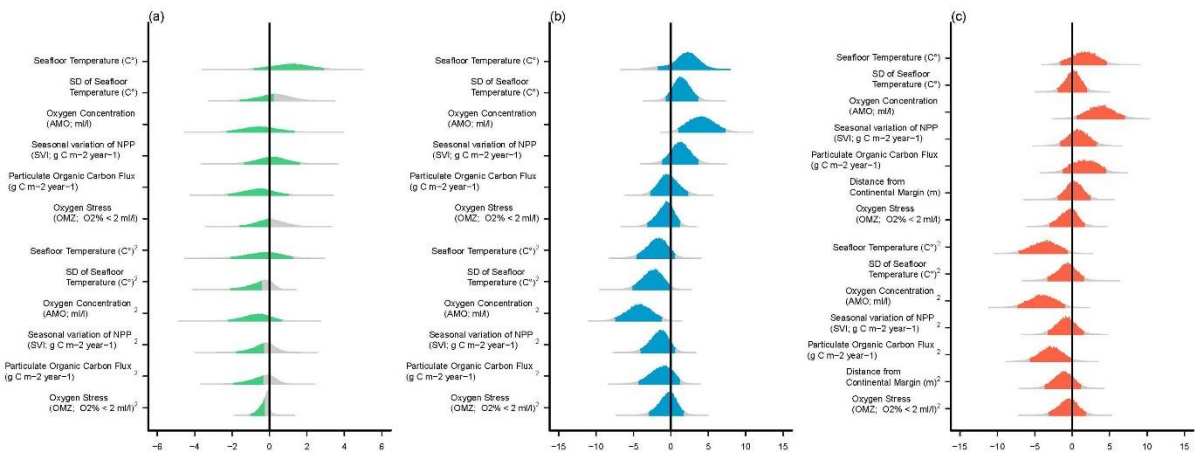 (a)
Seafloor Temperature (C°)
SD of Seafloor
Temperature (C°)
Oxygen Concentration
(AMO; ml/l)
Seasonal variation of NPP
(SVI; g C m−2 year−1)
Particulate Organic Carbon Flux
(g C m−2 year−1)
Oxygen Stress
(OMZ; O2% < 2 ml/l)
Seafloor Temperature (C°)²
SD of Seafloor
Temperature (C°)²
Oxygen Concentration ²
(AMO; ml/l)
Seasonal variation of NPP ²
(SVI; g C m−2 year−1)
Particulate Organic Carbon Flux ²
(g C m−2 year−1)
Oxygen Stress
(OMZ; O2% < 2 ml/l)²
−6 −4 −2 0 2 4 6
(b)
Seafloor Temperature (C°)
SD of Seafloor
Temperature (C°)
Oxygen Concentration
(AMO; ml/l)
Seasonal variation of NPP
(SVI; g C m−2 year−1)
Particulate Organic Carbon Flux
(g C m−2 year−1)
Oxygen Stress
(OMZ; O2% < 2 ml/l)
Seafloor Temperature (C°)²
SD of Seafloor
Temperature (C°)²
Oxygen Concentration ²
(AMO; ml/l)
Seasonal variation of NPP ²
(SVI; g C m−2 year−1)
Particulate Organic Carbon Flux ²
(g C m−2 year−1)
Oxygen Stress
(OMZ; O2% < 2 ml/l)²
−15 −10 −5 0 5 10 15
(c)
Seafloor Temperature (C°)
SD of Seafloor
Temperature (C°)
Oxygen Concentration
(AMO; ml/l)
Seasonal variation of NPP
(SVI; g C m−2 year−1)
Particulate Organic Carbon Flux
(g C m−2 year−1)
Distance from
Continental Margin (m)
Oxygen Stress
(OMZ; O2% < 2 ml/l)
Seafloor Temperature (C°)²
SD of Seafloor
Temperature (C°)²
Oxygen Concentration ²
(AMO; ml/l)
Seasonal variation of NPP ²
(SVI; g C m−2 year−1)
Particulate Organic Carbon Flux ²
(g C m−2 year−1)
Distance from
Continental Margin (m)²
Oxygen Stress
(OMZ; O2% < 2 ml/l)²
−15 −10 −5 0 5 10 15